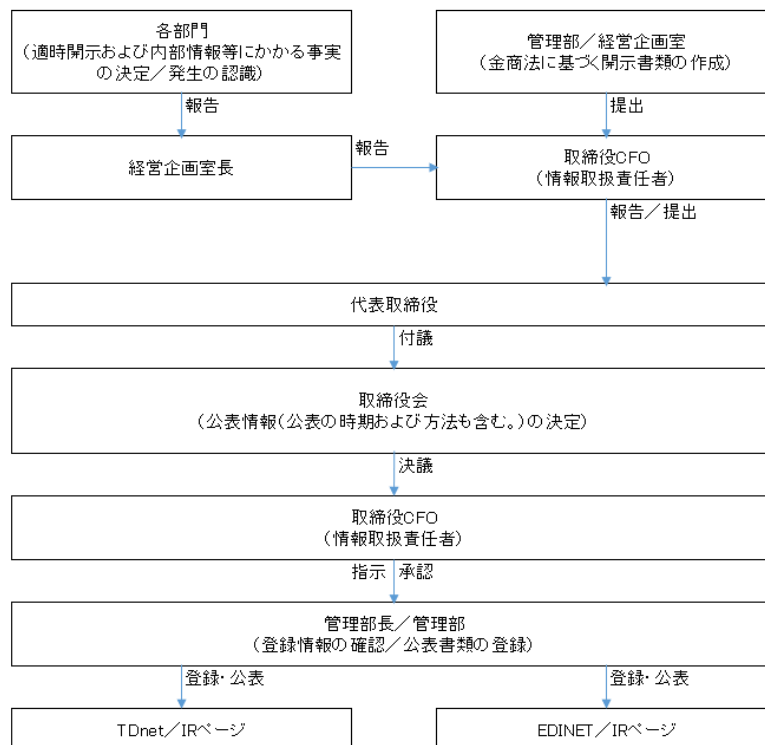 各部門
（適時開示および内部情報等にかかる事実
の決定／発生の認識）
管理部／経営企画室
（金商法に基づく開示書類の作成）
報告
提出
経営企画室長
報告
取締役CFO
（情報取扱責任者）
報告／提出
代表取締役
付議
取締役会
（公表情報（公表の時期および方法も含む。）の決定）
決議
取締役CFO
（情報取扱責任者）
指示 承認
管理部長／管理部
（登録情報の確認／公表書類の登録）
登録・公表
登録・公表
TDnet／IRページ
EDINET／IRページ